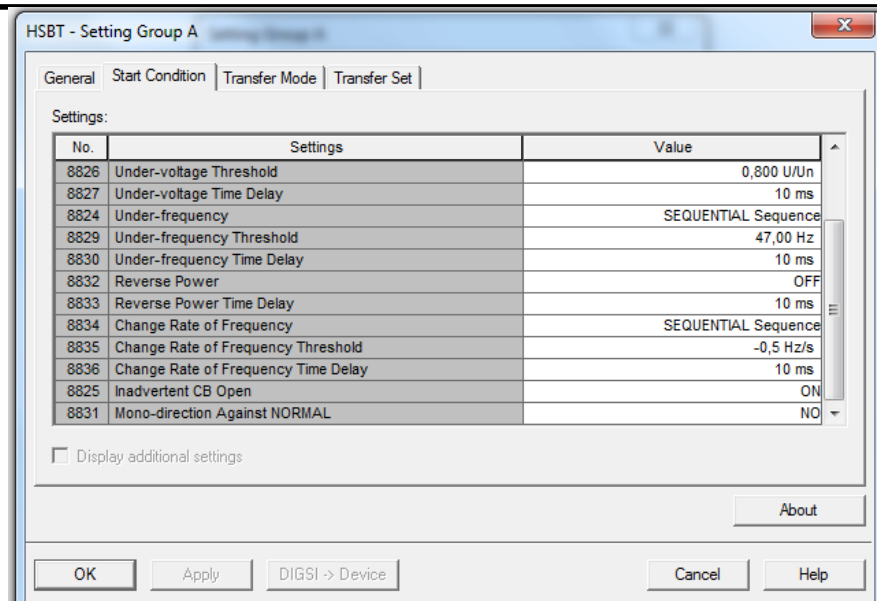 HSBT - Setting Group A
General Start Condition Transfer Mode Transfer Set
Settings:
No. Settings Value
8826 Under-voltage Threshold 0,800 U/Un
8827 Under-voltage Time Delay 10 ms
8824 Under-frequency SEQUENTIAL Sequence
8829 Under-frequency Threshold 47,00 Hz
8830 Under-frequency Time Delay 10 ms
8832 Reverse Power OFF
8833 Reverse Power Time Delay 10 ms
8834 Change Rate of Frequency SEQUENTIAL Sequence
8835 Change Rate of Frequency Threshold -0,5 Hz/s
8836 Change Rate of Frequency Time Delay 10 ms
8825 Inadvertent CB Open ON
8831 Mono-direction Against NORMAL NO
Display additional settings
About
OK Apply DIGSI -> Device Cancel Help